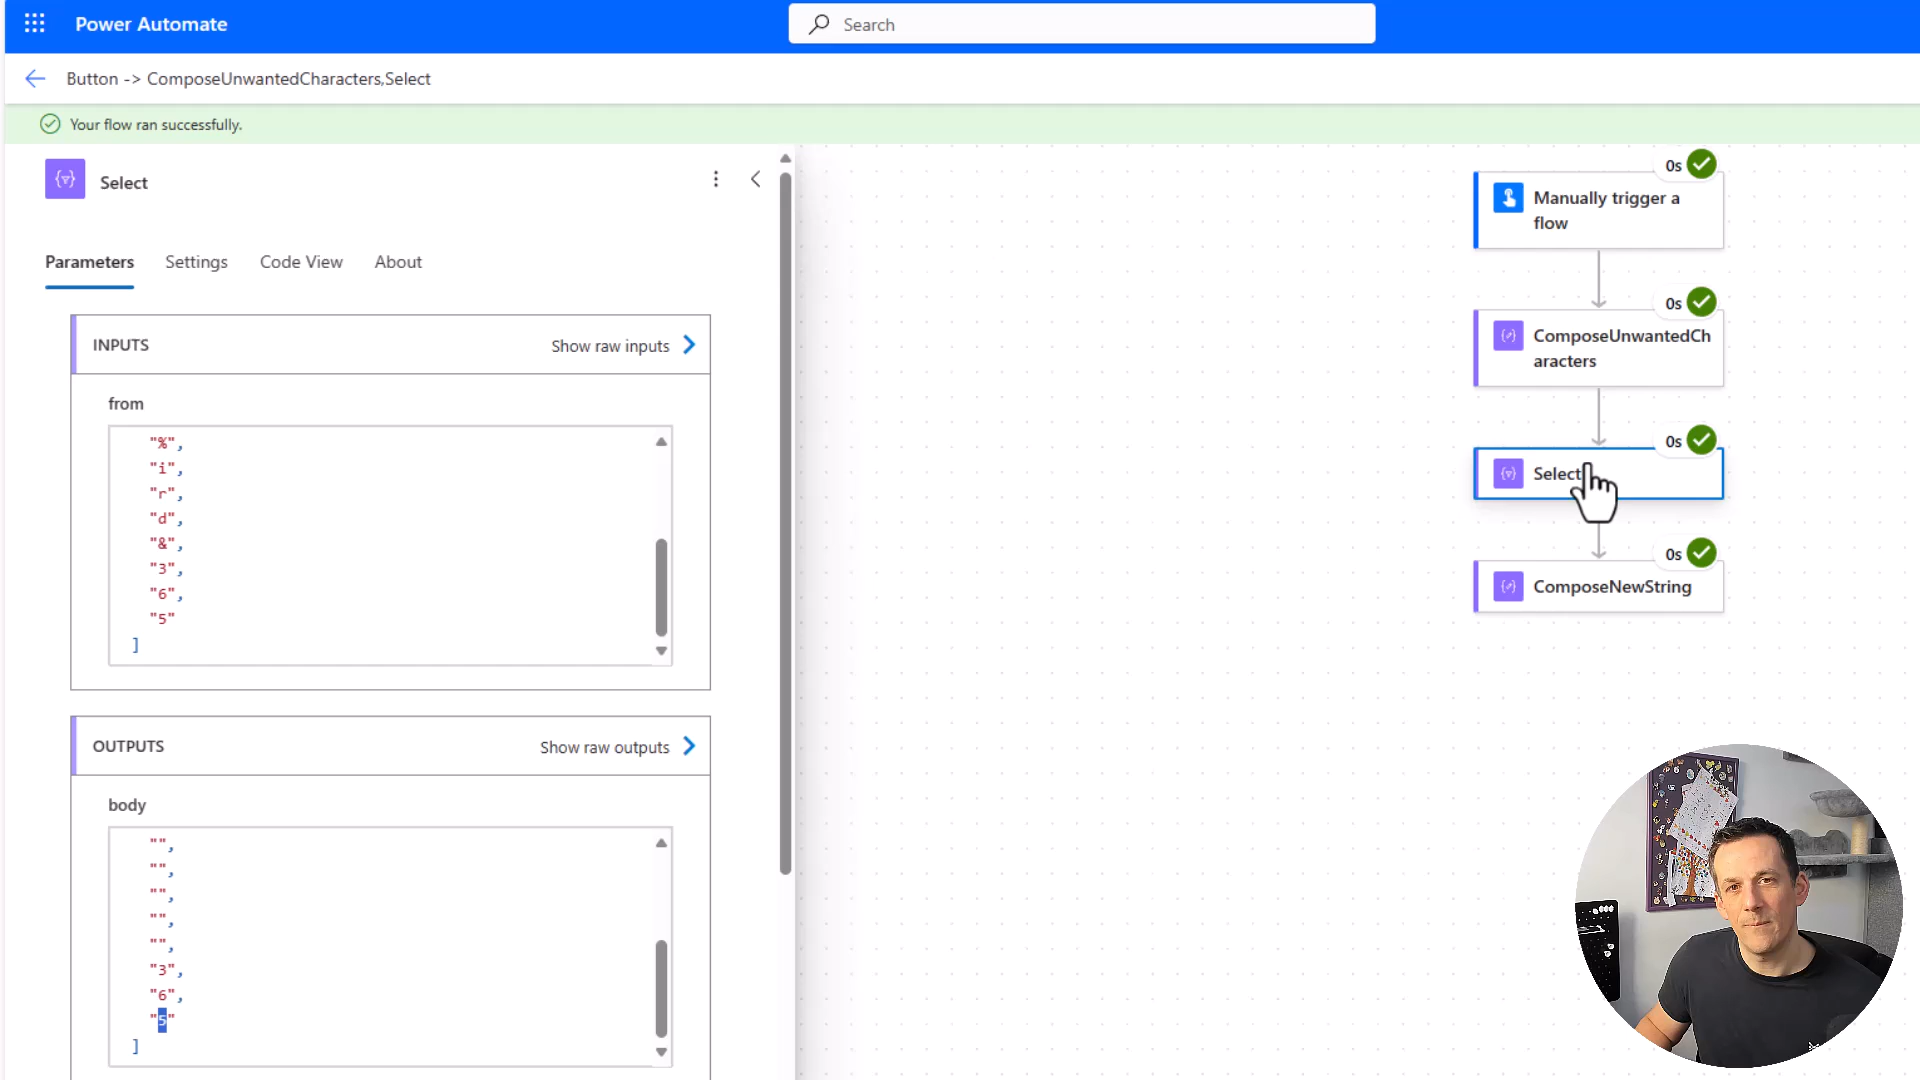 Power Automate
Search
Button -> ComposeUnwantedCharacters,Select
Your flow ran successfully.
Select
Parameters
Settings
Code View
About
INPUTS
Show raw inputs
from
"%",
"i",
"r",
"d",
"&",
"3",
"6",
"5"
]
OUTPUTS
Show raw outputs
body
"",
"",
"",
"",
"",
"3",
"6",
"5"
]
0s
Manually trigger a
flow
0s
ComposeUnwantedCh
aracters
0s
Select
0s
ComposeNewString